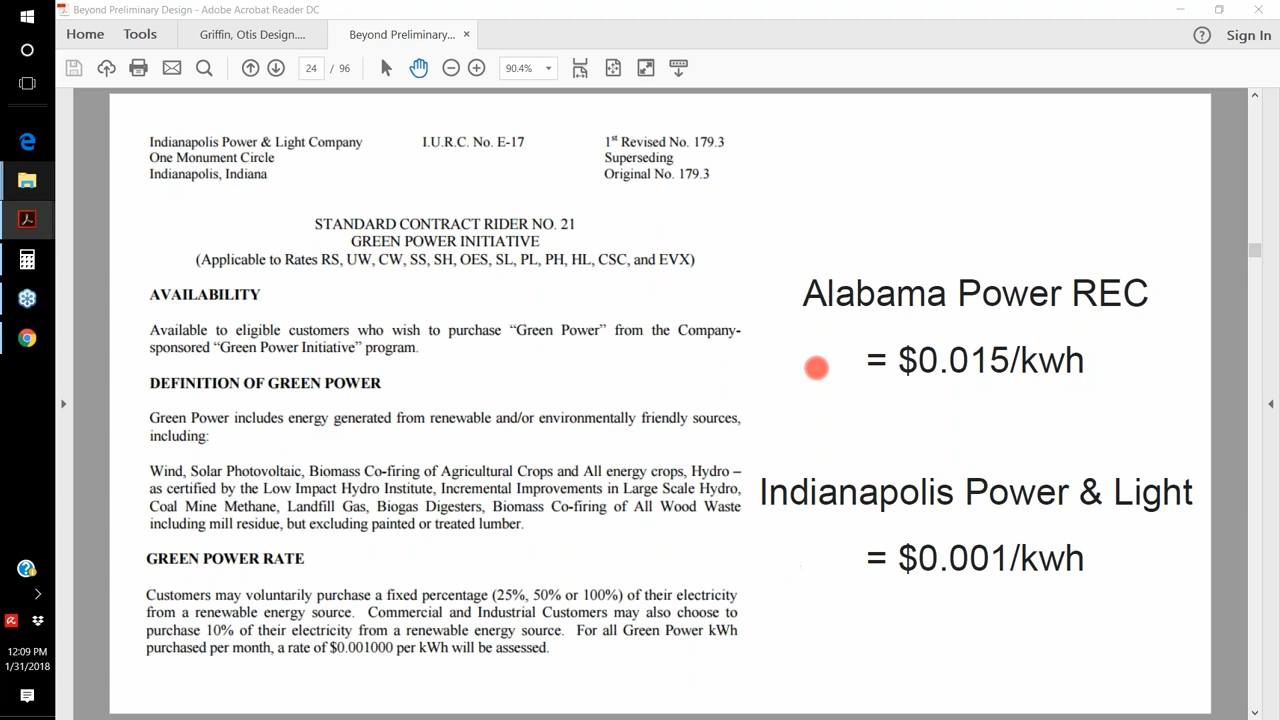 Beyond Preliminary Design - Adobe Acrobat Reader DC
Home Tools Griffin, Otis Design.... Beyond Preliminary... × Sign In
24 / 96 90.4%
Indianapolis Power & Light Company I.U.R.C. No. E-17 1st Revised No. 179.3
One Monument Circle Superseding
Indianapolis, Indiana Original No. 179.3
STANDARD CONTRACT RIDER NO. 21
GREEN POWER INITIATIVE
(Applicable to Rates RS, UW, CW, SS, SH, OES, SL, PL, PH, HL, CSC, and EVX)
AVAILABILITY
Available to eligible customers who wish to purchase “Green Power” from the Company-
sponsored “Green Power Initiative” program.
DEFINITION OF GREEN POWER
Green Power includes energy generated from renewable and/or environmentally friendly sources,
including:
Wind, Solar Photovoltaic, Biomass Co-firing of Agricultural Crops and All energy crops, Hydro –
as certified by the Low Impact Hydro Institute, Incremental Improvements in Large Scale Hydro,
Coal Mine Methane, Landfill Gas, Biogas Digesters, Biomass Co-firing of All Wood Waste
including mill residue, but excluding painted or treated lumber.
GREEN POWER RATE
Customers may voluntarily purchase a fixed percentage (25%, 50% or 100%) of their electricity
from a renewable energy source. Commercial and Industrial Customers may also choose to
purchase 10% of their electricity from a renewable energy source. For all Green Power kWh
purchased per month, a rate of $0.001000 per kWh will be assessed.
Alabama Power REC
= $0.015/kwh
Indianapolis Power & Light
= $0.001/kwh
12:09 PM
1/31/2018